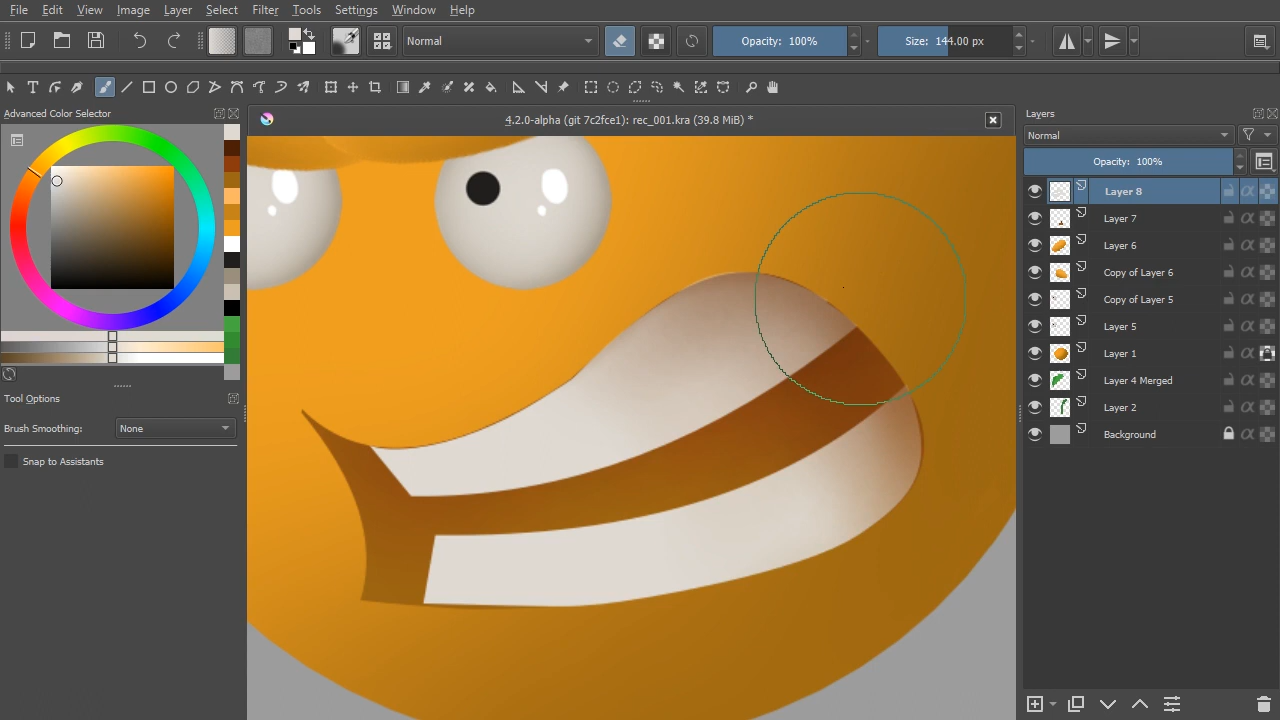 File Edit View Image Layer Select Filter Tools Settings Window Help
Normal Opacity: 100% Size: 144.00 px
Advanced Color Selector
4.2.0-alpha (git 7c2fce1): rec_001.kra (39.8 MiB) *
Layers
Normal
Opacity: 100%
Layer 8
Layer 7
Layer 6
Copy of Layer 6
Copy of Layer 5
Layer 5
Layer 1
Layer 4 Merged
Layer 2
Background
Tool Options
Brush Smoothing: None
Snap to Assistants